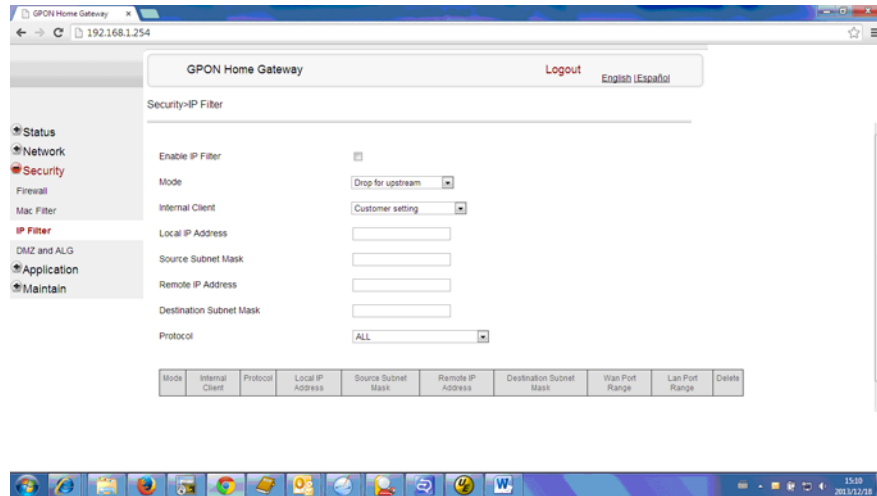 GPON Home Gateway
192.168.1.254
GPON Home Gateway
Logout
English |Español
Security>IP Filter
Status
Network
Security
Firewall
Mac Filter
IP Filter
DMZ and ALG
Application
Maintain
Enable IP Filter
Mode
Drop for upstream
Internal Client
Customer setting
Local IP Address
Source Subnet Mask
Remote IP Address
Destination Subnet Mask
Protocol
ALL
Mode
Internal
Client
Protocol
Local IP
Address
Source Subnet
Mask
Remote IP
Address
Destination Subnet
Mask
Wan Port
Range
Lan Port
Range
Delete
15:10
2013/12/18